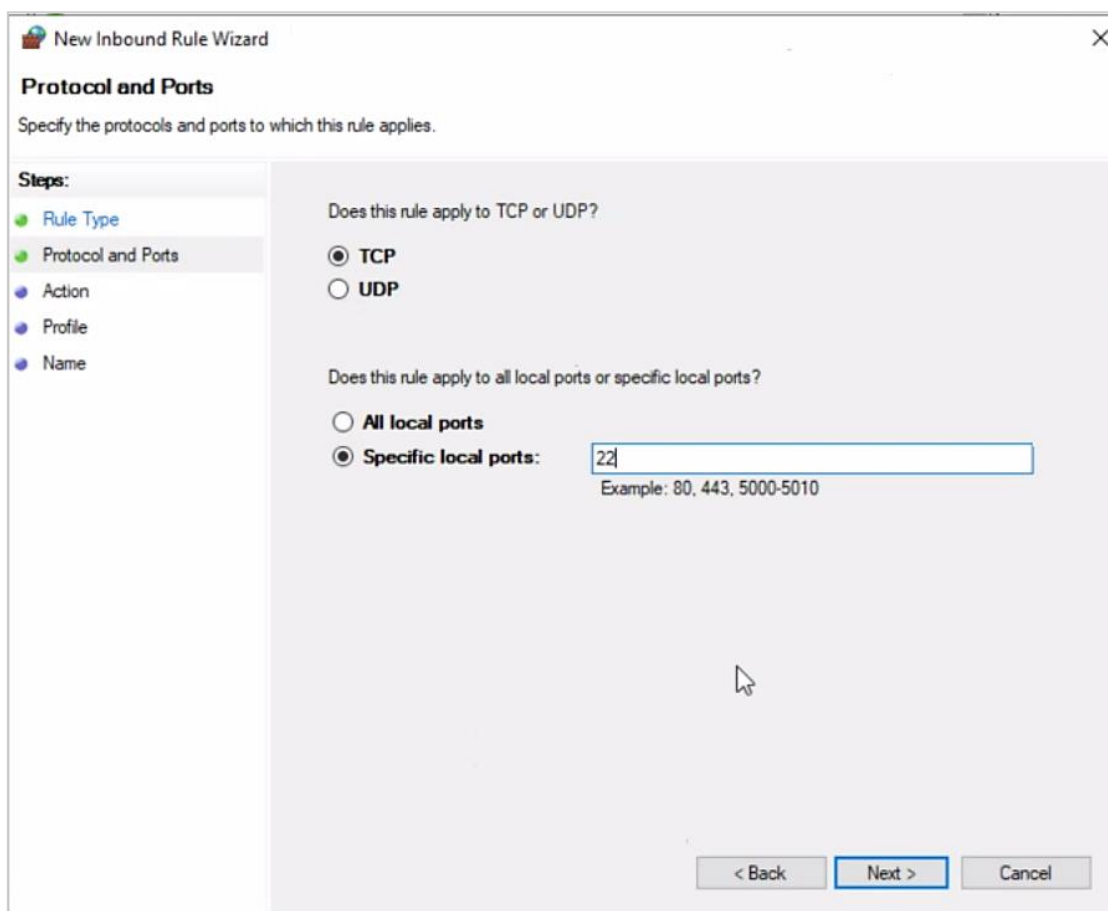 New Inbound Rule Wizard
Protocol and Ports
Specify the protocols and ports to which this rule applies.
Steps:
Rule Type
Protocol and Ports
Action
Profile
Name
Does this rule apply to TCP or UDP?
TCP
UDP
Does this rule apply to all local ports or specific local ports?
All local ports
Specific local ports: 22
Example: 80, 443, 5000-5010
< Back Next > Cancel